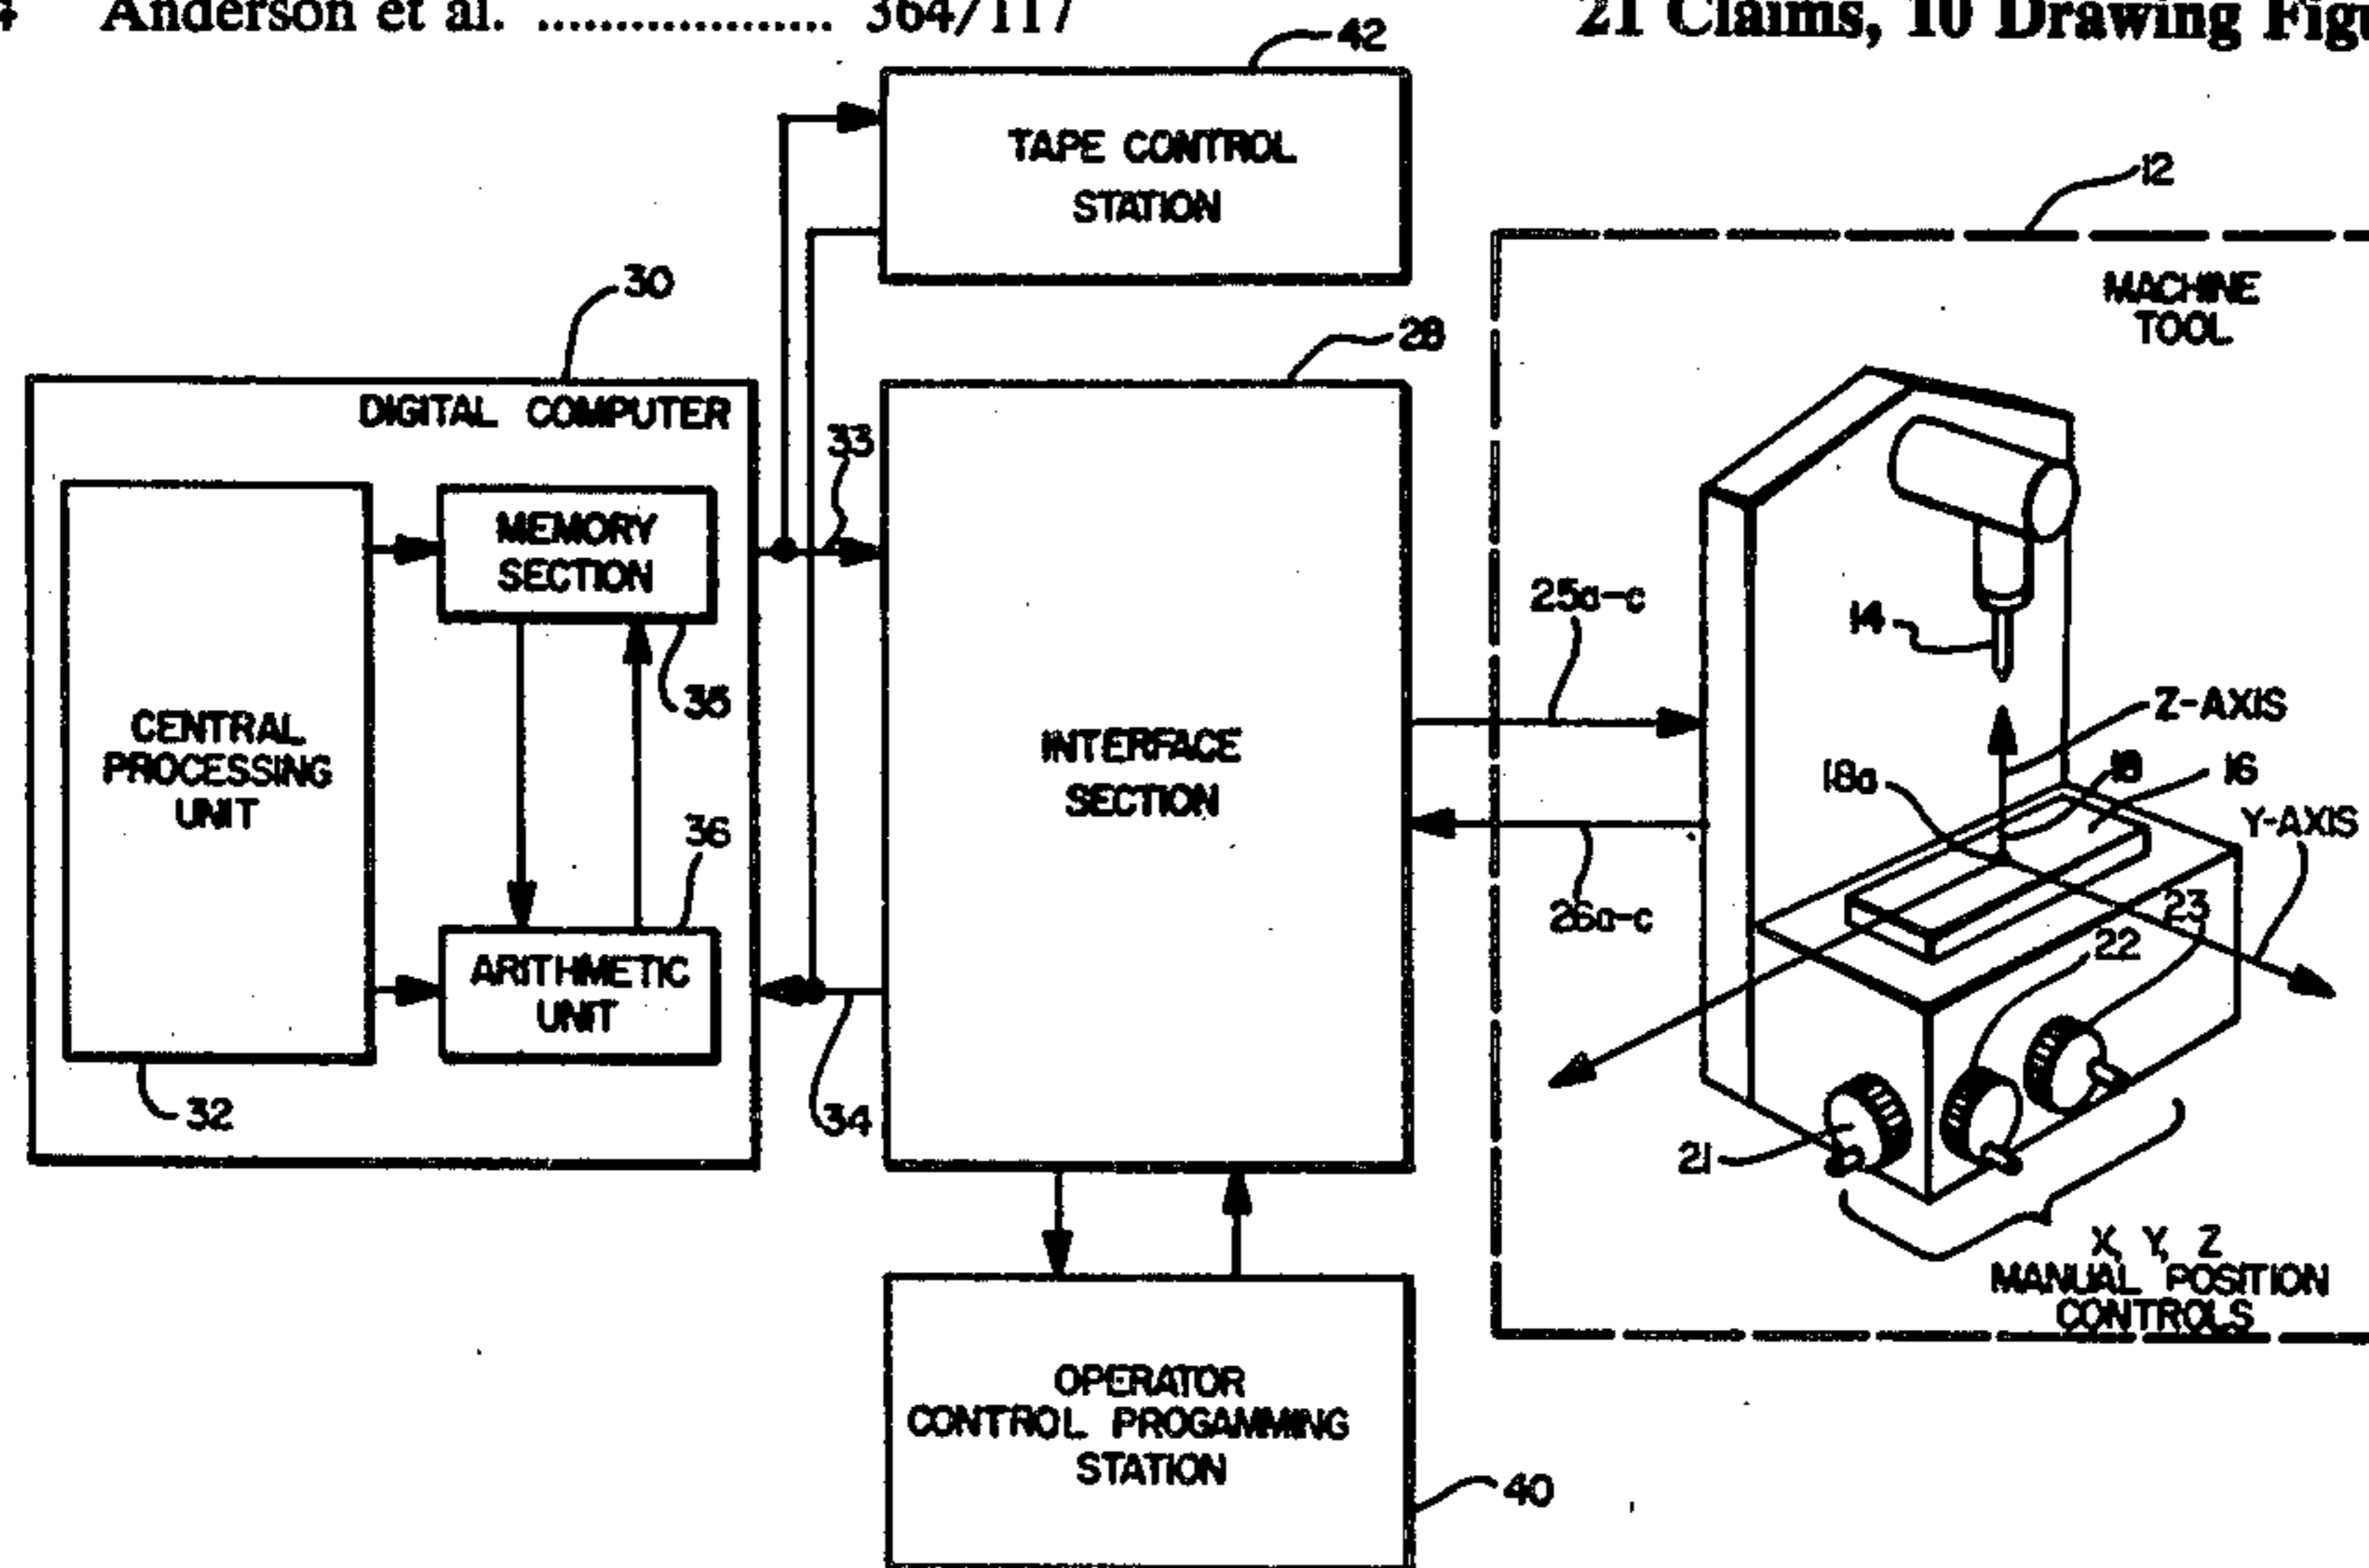 4 Anderson et al. ................... 364/117
21 Claims, 10 Drawing Figu
42
TAPE CONTROL
STATION
12
MACHINE
TOOL
30
28
DIGITAL COMPUTER
33
MEMORY
SECTION
35
CENTRAL
PROCESSING
UNIT
36
ARITHMETIC
UNIT
32
34
INTERFACE
SECTION
25a-c
26a-c
14
Z-AXIS
18a
18
16
Y-AXIS
23
22
21
X, Y, Z
MANUAL POSITION
CONTROLS
OPERATOR
CONTROL PROGAMMING
STATION
40